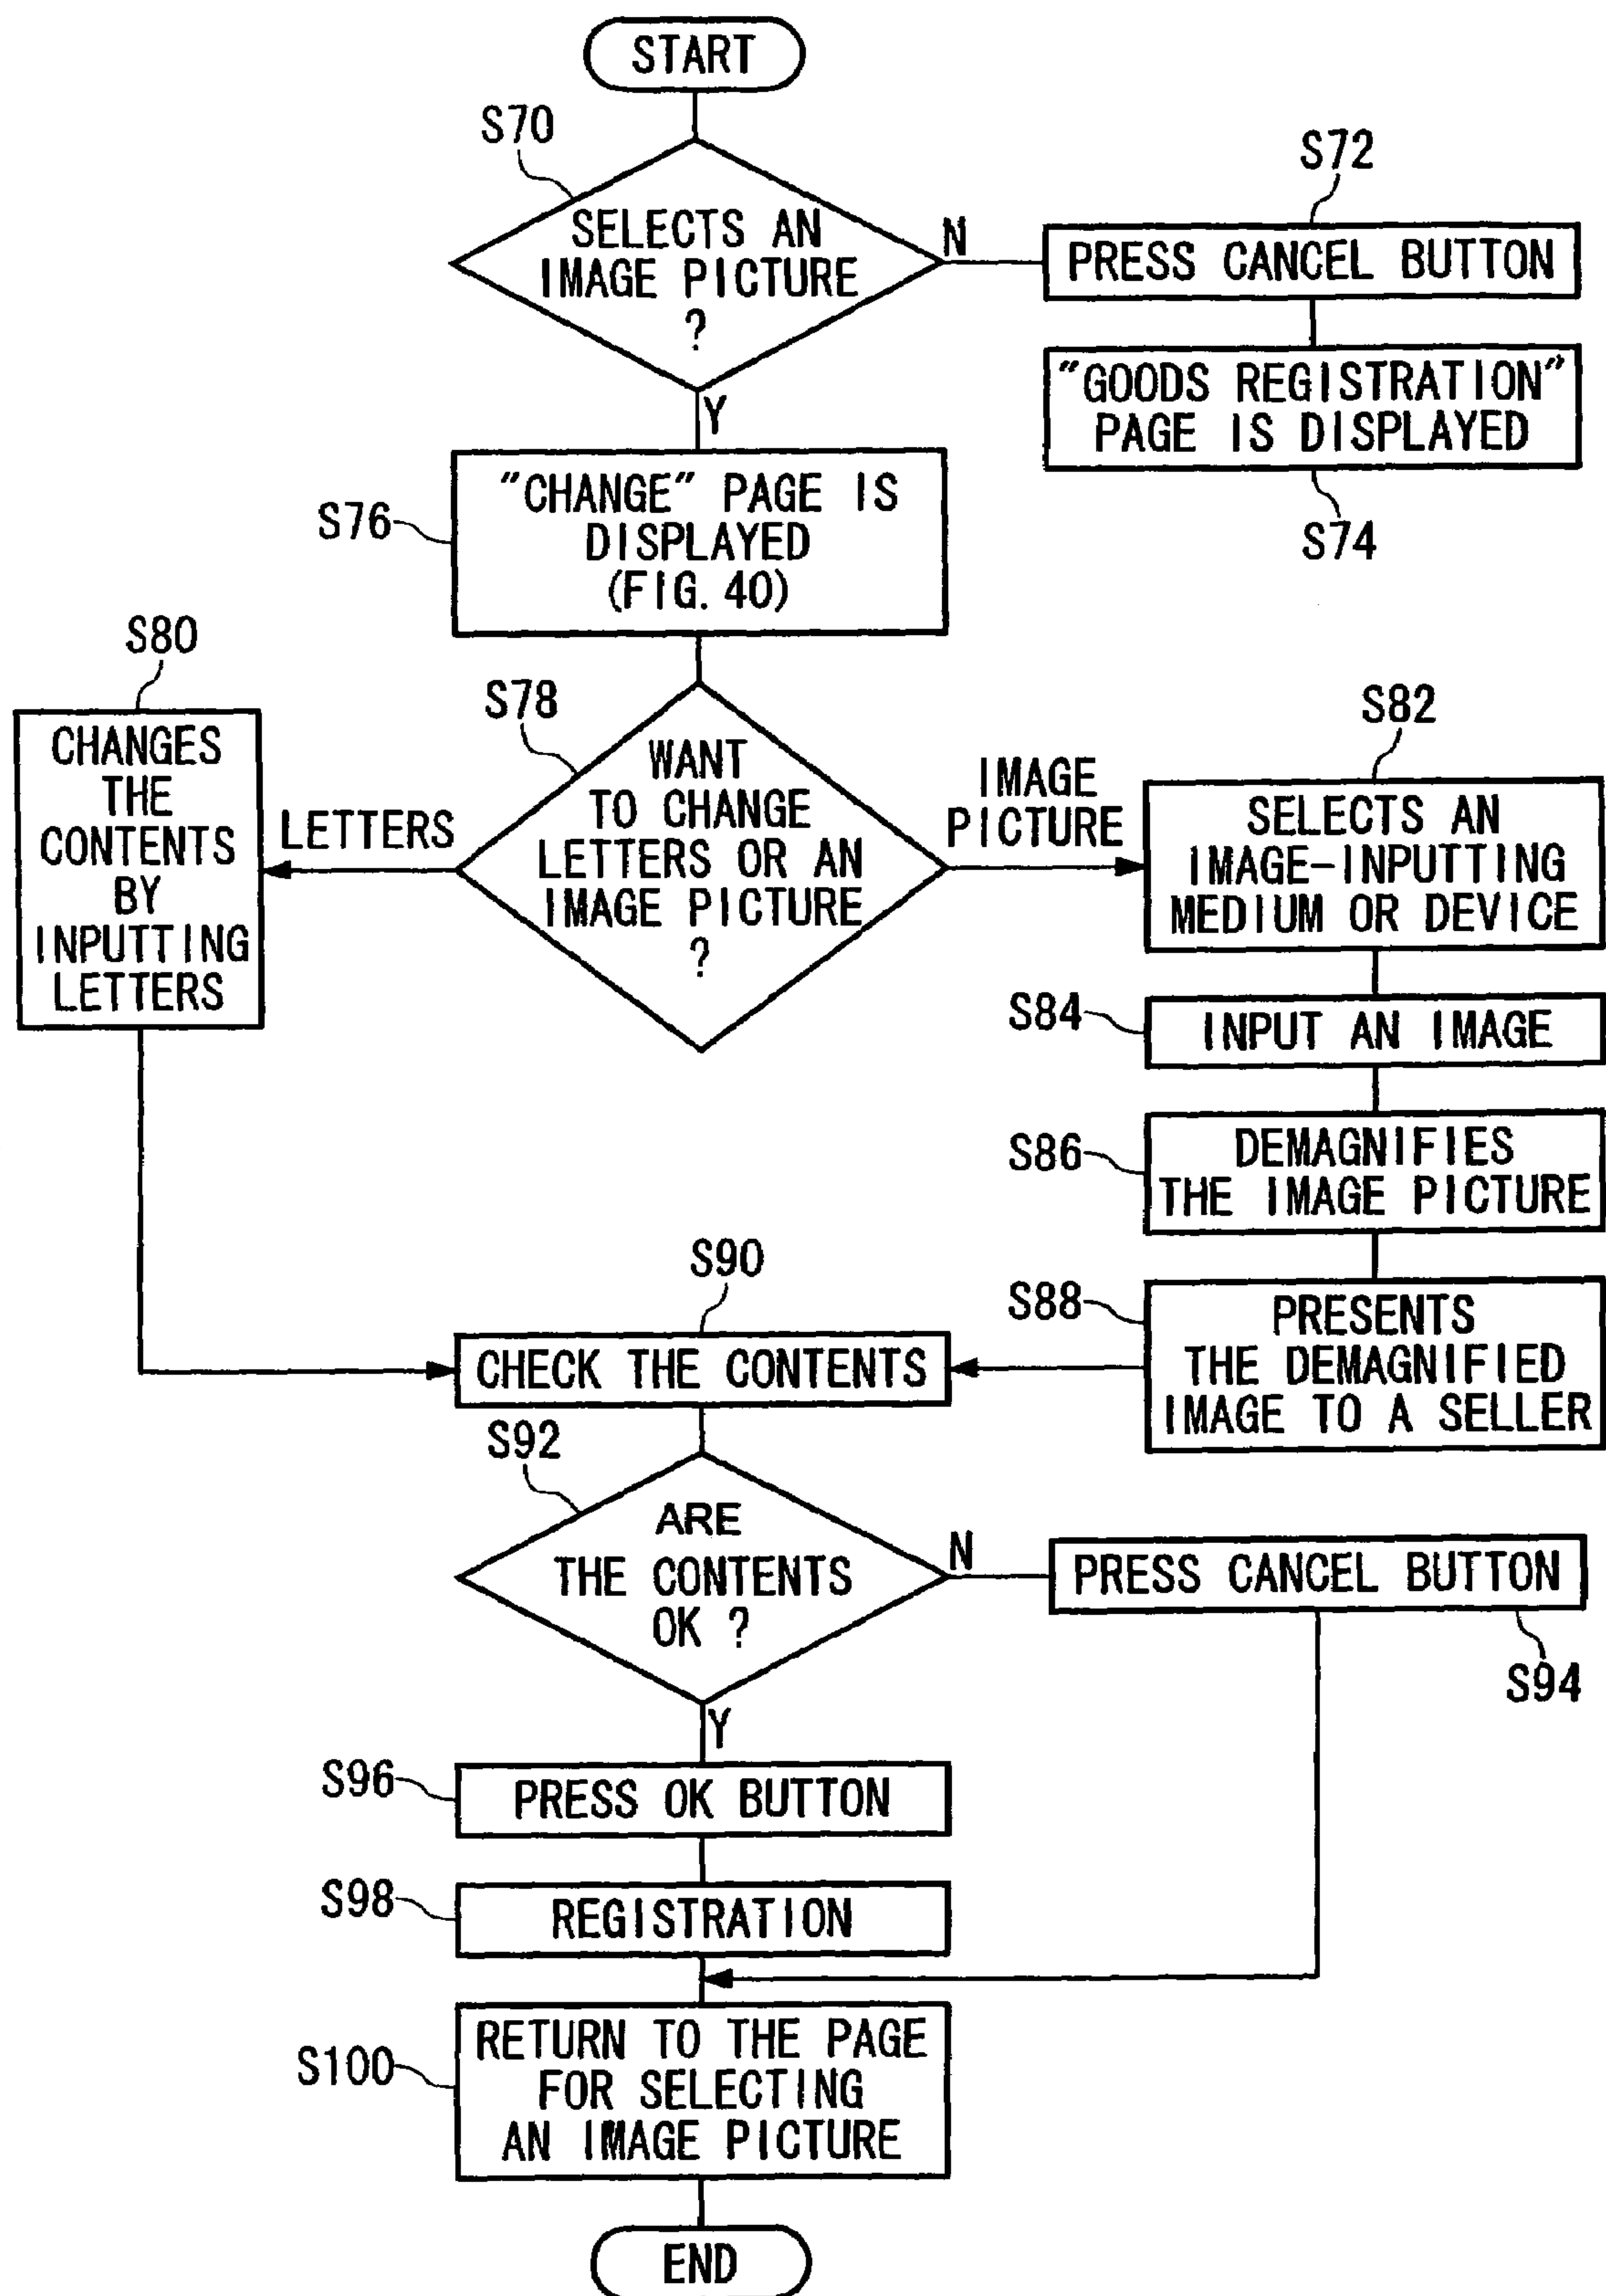 START
S70
SELECTS AN
IMAGE PICTURE
?
N
S72
PRESS CANCEL BUTTON
"GOODS REGISTRATION"
PAGE IS DISPLAYED
S74
Y
S76
"CHANGE" PAGE IS
DISPLAYED
(FIG. 40)
S78
WANT
TO CHANGE
LETTERS OR AN
IMAGE PICTURE
?
LETTERS
S80
CHANGES
THE
CONTENTS
BY
INPUTTING
LETTERS
IMAGE
PICTURE
S82
SELECTS AN
IMAGE-INPUTTING
MEDIUM OR DEVICE
S84
INPUT AN IMAGE
S86
DEMAGNIFIES
THE IMAGE PICTURE
S88
PRESENTS
THE DEMAGNIFIED
IMAGE TO A SELLER
S90
CHECK THE CONTENTS
S92
ARE
THE CONTENTS
OK ?
N
PRESS CANCEL BUTTON
S94
Y
S96
PRESS OK BUTTON
S98
REGISTRATION
S100
RETURN TO THE PAGE
FOR SELECTING
AN IMAGE PICTURE
END